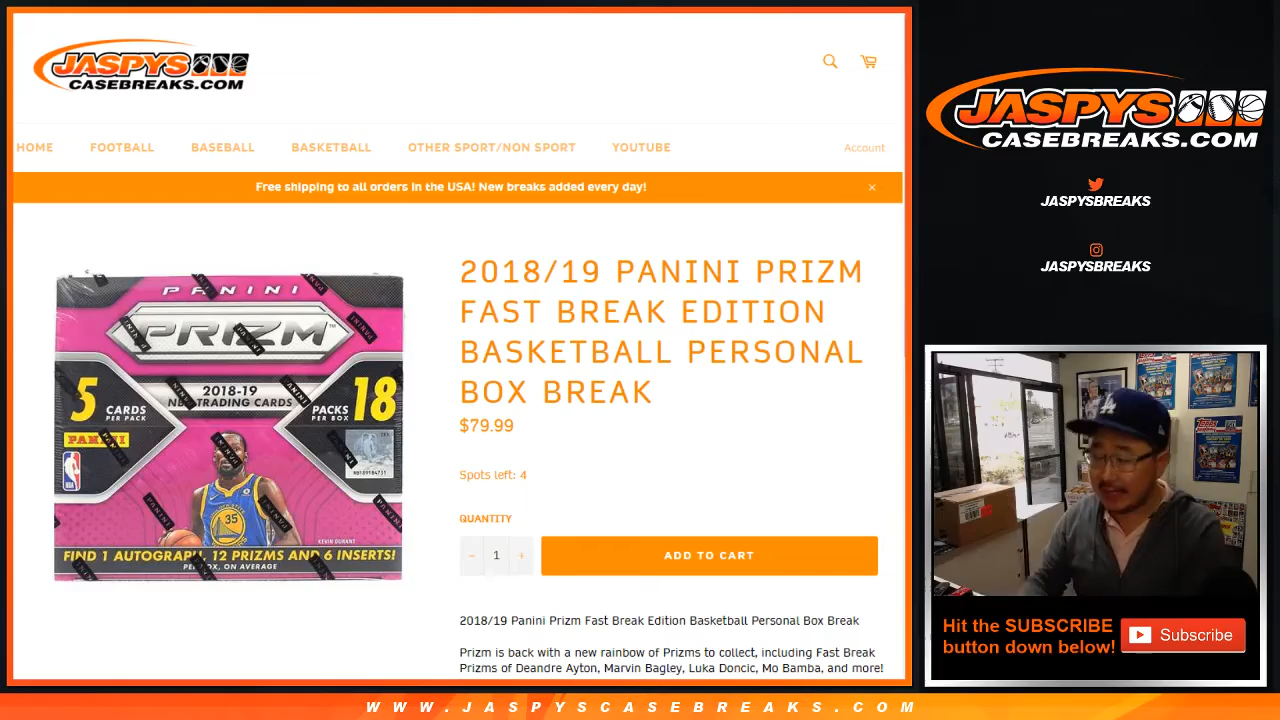 JASPYS
CASEBREAKS.COM
HOME FOOTBALL BASEBALL BASKETBALL OTHER SPORT/NON SPORT YOUTUBE Account
Free shipping to all orders in the USA! New breaks added every day!
PANINI
PRIZM
2018-19
NBA TRADING CARDS
5 CARDS
PER PACK
PACKS 18
PER BOX
PANINI
NBA
35
KEVIN DURANT
FIND 1 AUTOGRAPH, 12 PRIZMS AND 6 INSERTS!
PER BOX, ON AVERAGE
2018/19 PANINI PRIZM
FAST BREAK EDITION
BASKETBALL PERSONAL
BOX BREAK
$79.99
Spots left: 4
QUANTITY
- 1 +
ADD TO CART
2018/19 Panini Prizm Fast Break Edition Basketball Personal Box Break
Prizm is back with a new rainbow of Prizms to collect, including Fast Break
Prizms of Deandre Ayton, Marvin Bagley, Luka Doncic, Mo Bamba, and more!
JASPYS
CASEBREAKS.COM
JASPYSBREAKS
JASPYSBREAKS
LA
Hit the SUBSCRIBE
button down below!
Subscribe
WWW.JASPYSCASEBREAKS.COM